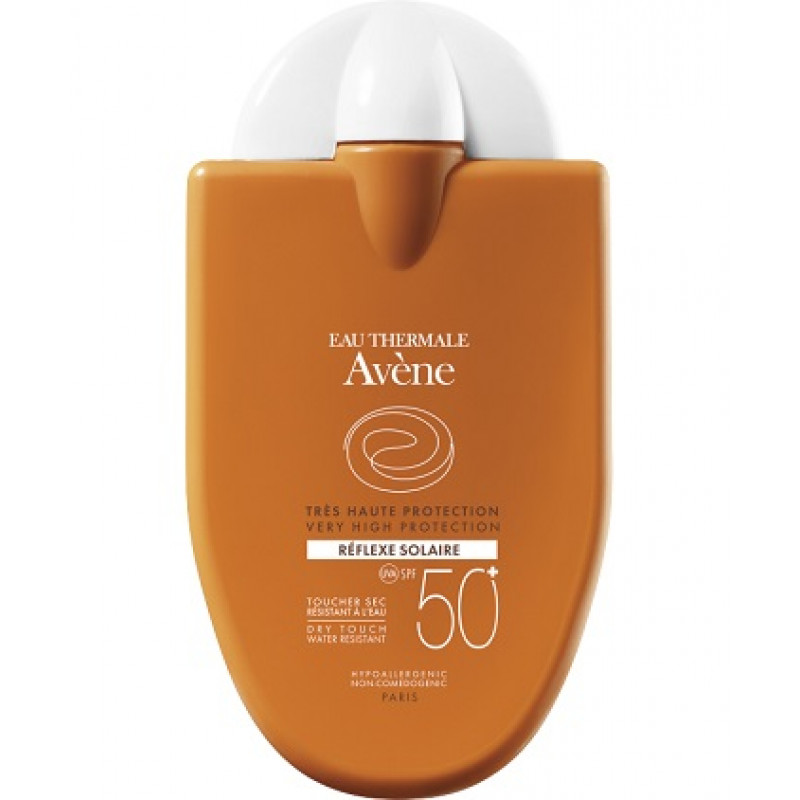 EAU THERMALE
Avène
TRÈS HAUTE PROTECTION
VERY HIGH PROTECTION
RÉFLEXE SOLAIRE
UVA SPF 50+
TOUCHER SEC
RÉSISTANT À L'EAU
DRY TOUCH
WATER RESISTANT
HYPOALLERGENIC
NON COMEDOGENIC
PARIS